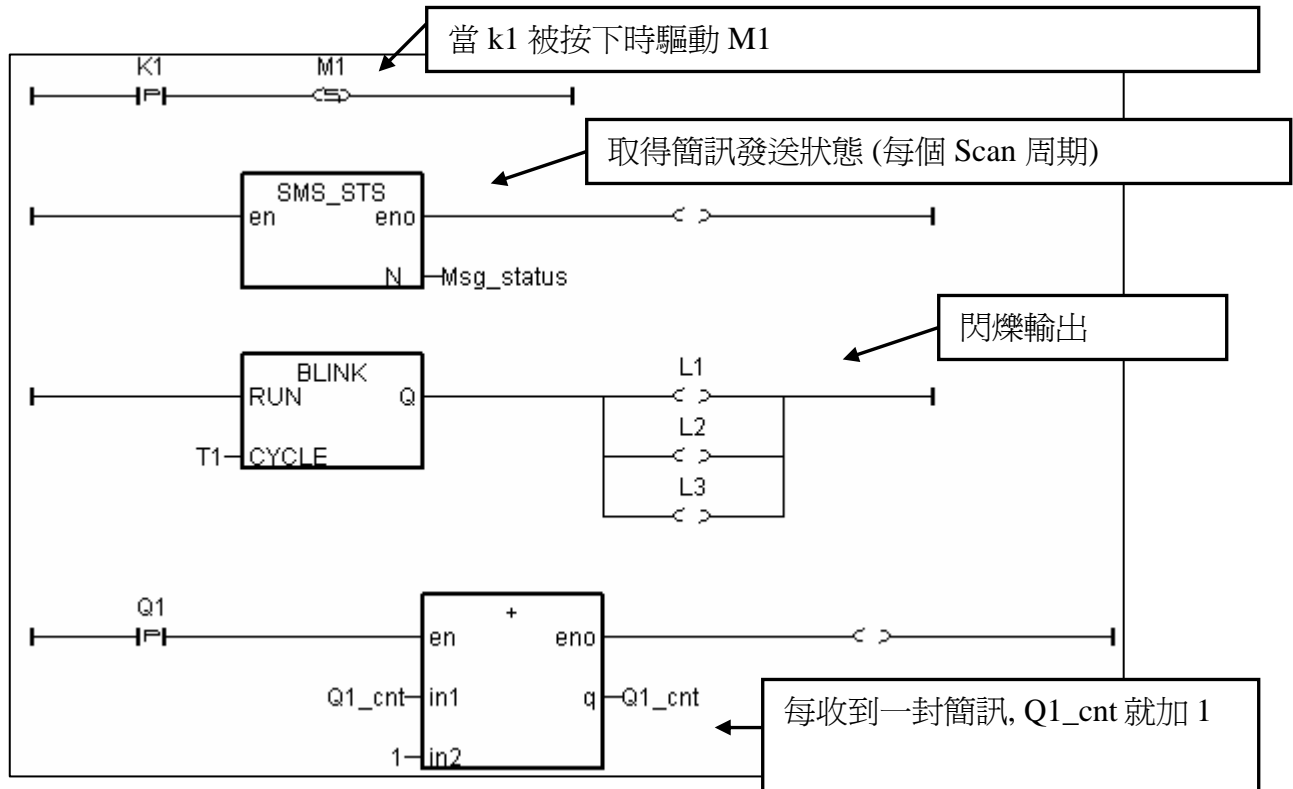 當 k1 被按下時驅動 M1
K1 M1
P S
取得簡訊發送狀態 (每個 Scan 周期)
SMS_STS
en eno
N Msg_status
閃爍輸出
BLINK
RUN Q
T1 CYCLE
L1
L2
L3
Q1
P
+
en eno
Q1_cnt in1 q Q1_cnt
1 in2
每收到一封簡訊, Q1_cnt 就加 1